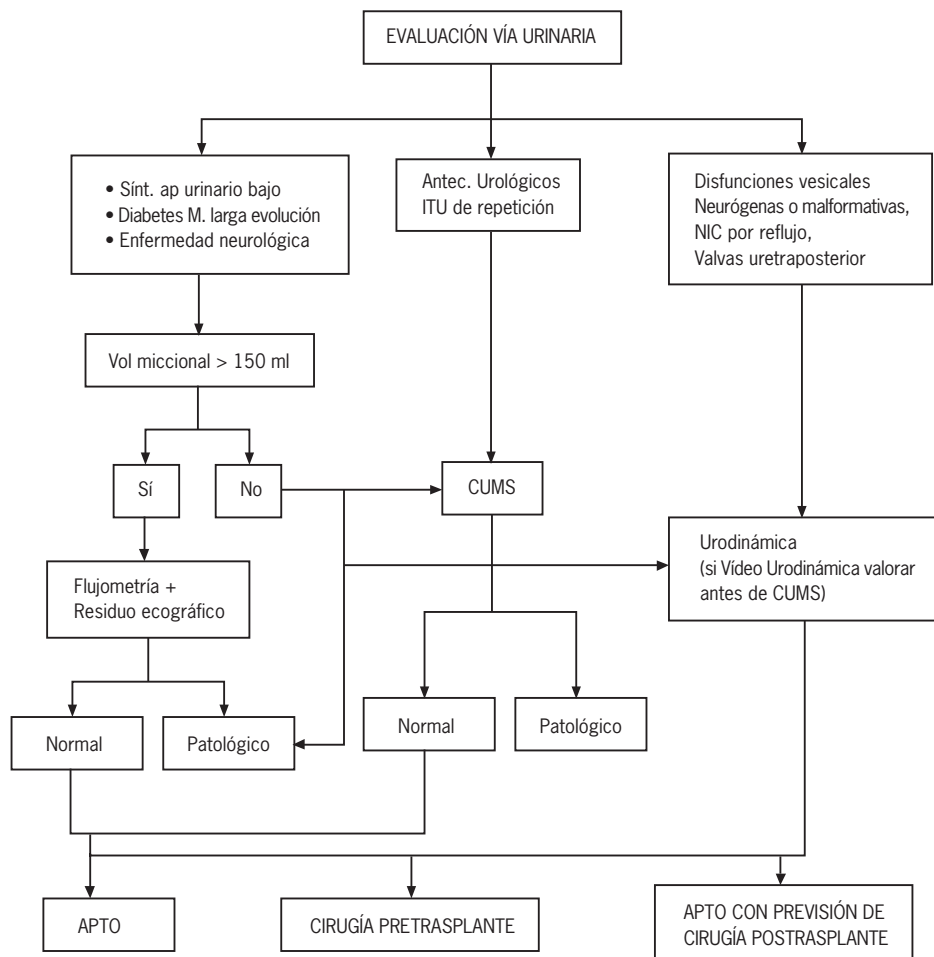 EVALUACIÓN VÍA URINARIA
• Sínt. ap urinario bajo
• Diabetes M. larga evolución
• Enfermedad neurológica
Antec. Urológicos
ITU de repetición
Disfunciones vesicales
Neurógenas o malformativas,
NIC por reflujo,
Valvas uretraposterior
Vol miccional > 150 ml
Sí
No
CUMS
Urodinámica
(si Vídeo Urodinámica valorar
antes de CUMS)
Flujometría +
Residuo ecográfico
Normal
Patológico
Normal
Patológico
APTO
CIRUGÍA PRETRASPLANTE
APTO CON PREVISIÓN DE
CIRUGÍA POSTRASPLANTE